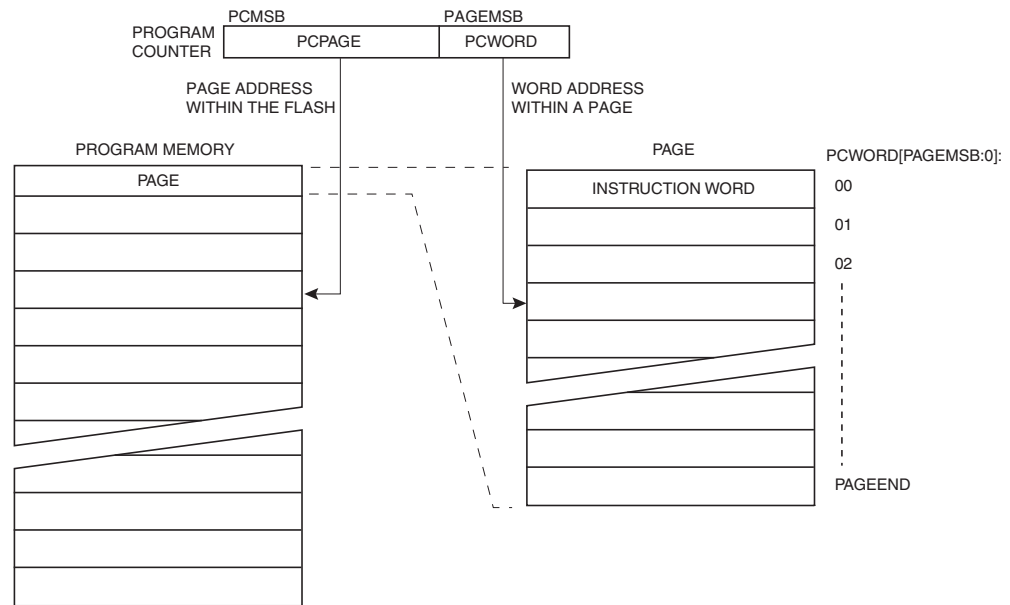 PCMSB
PAGEMSB
PROGRAM
COUNTER
PCPAGE
PCWORD
PAGE ADDRESS
WITHIN THE FLASH
WORD ADDRESS
WITHIN A PAGE
PROGRAM MEMORY
PAGE
PAGE
PCWORD[PAGEMSB:0]:
INSTRUCTION WORD
00
01
02
PAGEEND